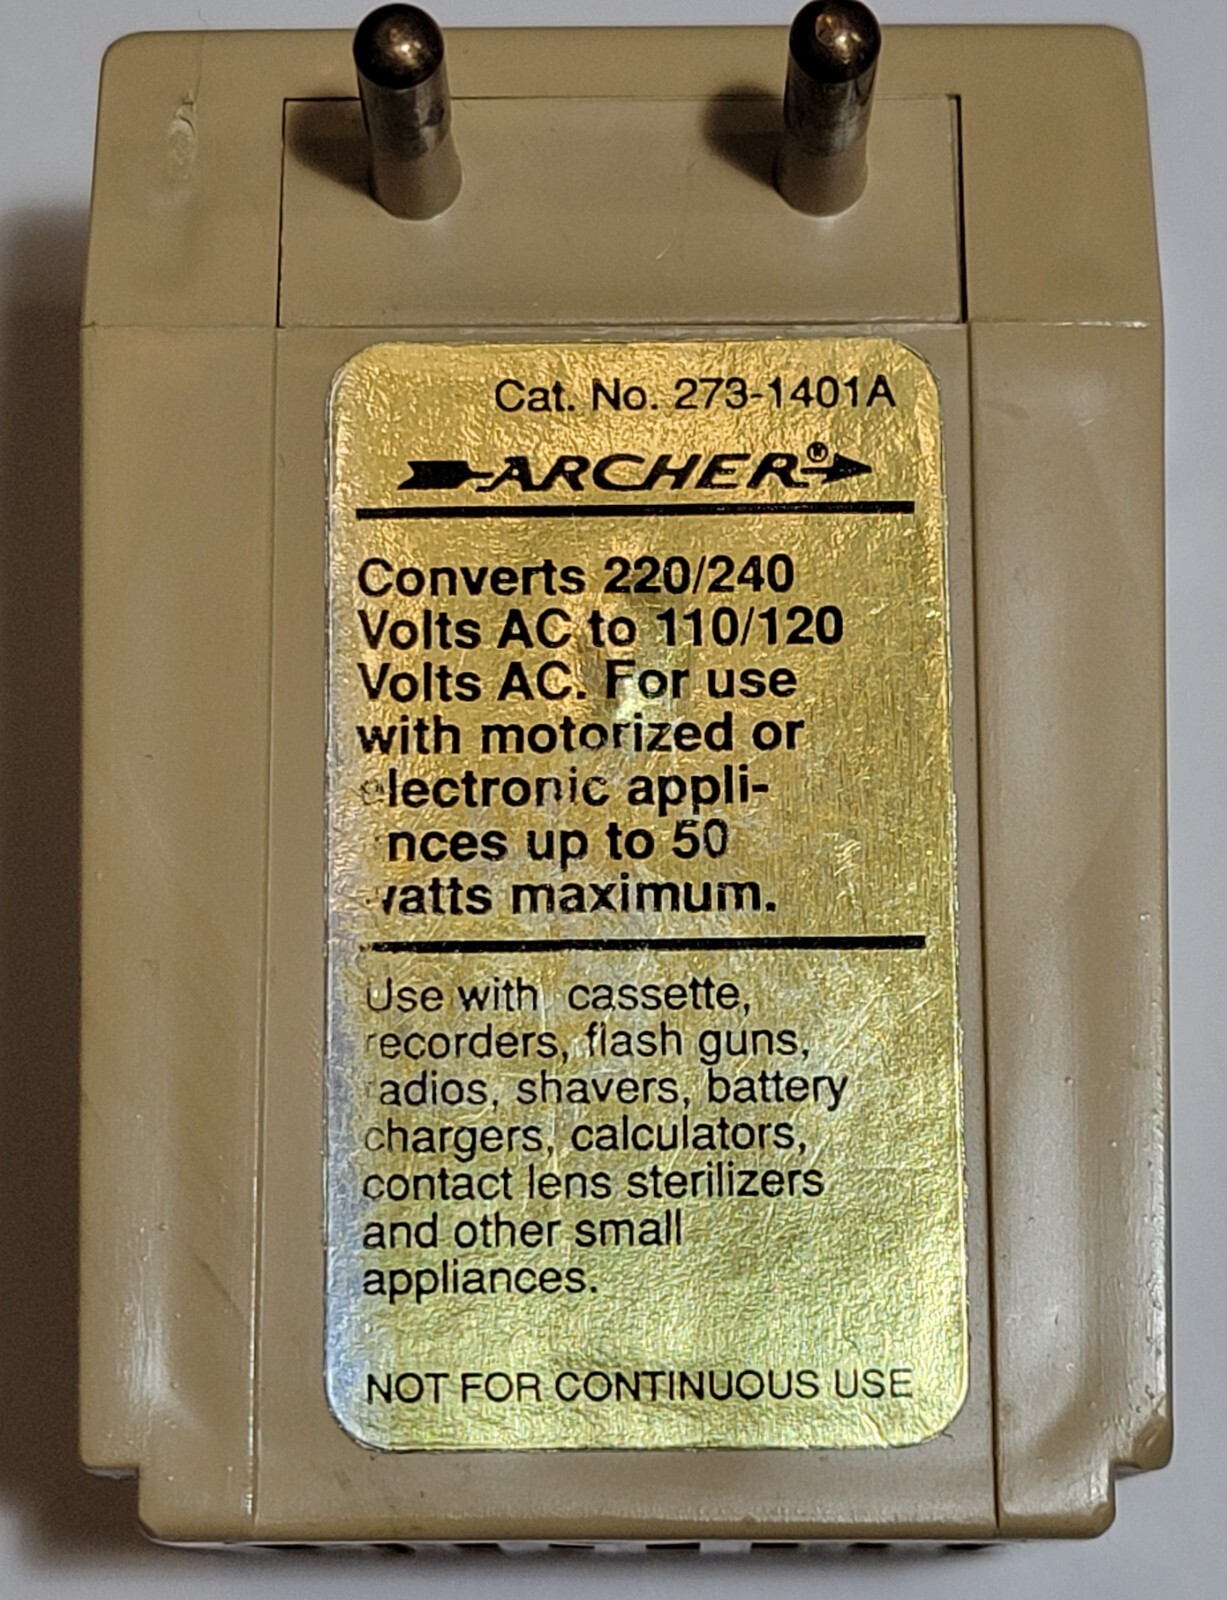 Cat. No. 273-1401A
ARCHER®
Converts 220/240
Volts AC to 110/120
Volts AC. For use
with motorized or
electronic appli-
nces up to 50
watts maximum.
Use with cassette,
recorders, flash guns,
radios, shavers, battery
chargers, calculators,
contact lens sterilizers
and other small
appliances.
NOT FOR CONTINUOUS USE